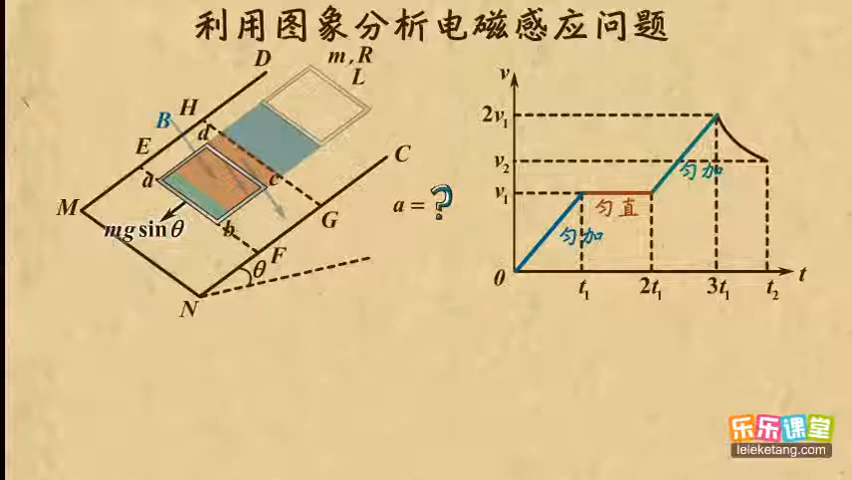 利用图象分析电磁感应问题
D
m,R
L
H
B
d
E
C
a
c
M
G
b
mg sinθ
F
θ
N
a = ?
v
2v₁
v₂
匀加
v₁
匀直
匀加
0
t₁
2t₁
3t₁
t₂
t
乐乐课堂
leleketang.com